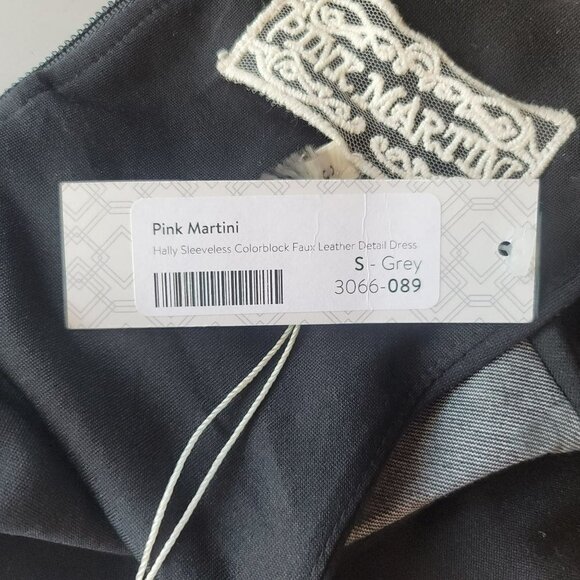 PINK MARTINI
Pink Martini
Hally Sleeveless Colorblock Faux Leather Detail Dress
S - Grey
3066-089